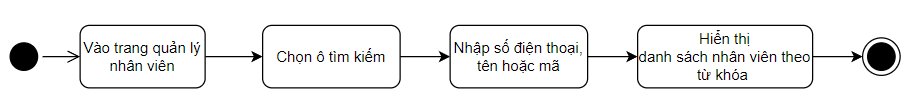 Vào trang quản lý
nhân viên
Chọn ô tìm kiếm
Nhập số điện thoại,
tên hoặc mã
Hiển thị
danh sách nhân viên theo
từ khóa